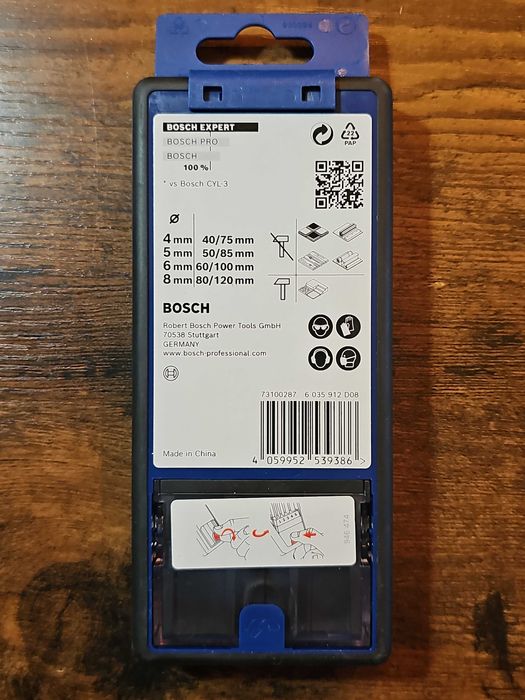 BOSCH EXPERT
BOSCH PRO
BOSCH
100 %
* vs Bosch CYL-3
22
PAP
Ø
4 mm 40/75 mm
5 mm 50/85 mm
6 mm 60/100 mm
8 mm 80/120 mm
BOSCH
Robert Bosch Power Tools GmbH
70538 Stuttgart
GERMANY
www.bosch-professional.com
73100287 6 035 912 D08
4 059952 539386 >
Made in China
946 474